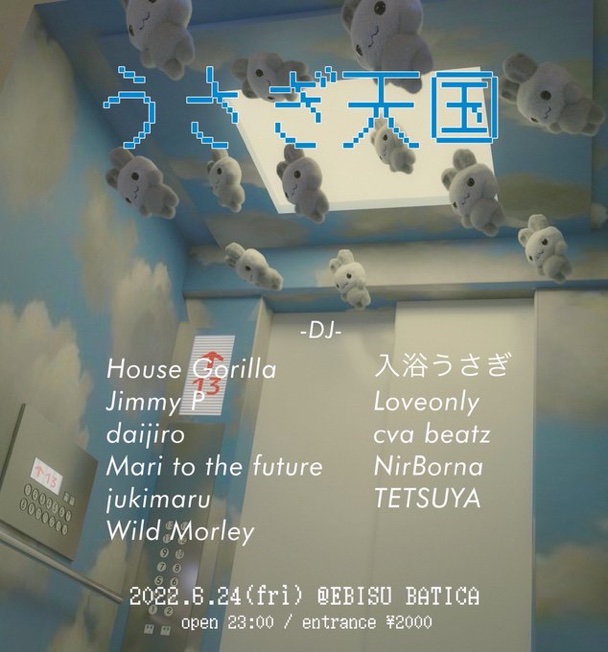 うさぎ天国
-DJ-
House Gorilla
Jimmy P
daijiro
Mari to the future
jukimaru
Wild Morley
入浴うさぎ
Loveonly
cva beatz
NirBorna
TETSUYA
↑
13
↑13
2022.6.24(fri) @EBISU BATICA
open 23:00 / entrance ¥2000